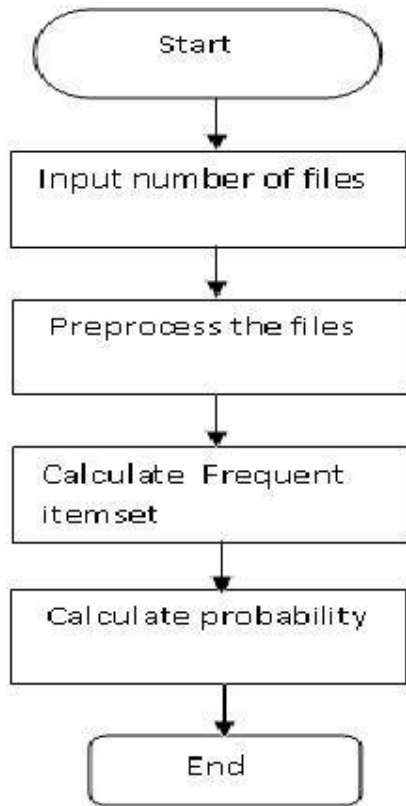 Start
Input number of files
Preprocess the files
Calculate Frequent
itemset
Calculate probability
End